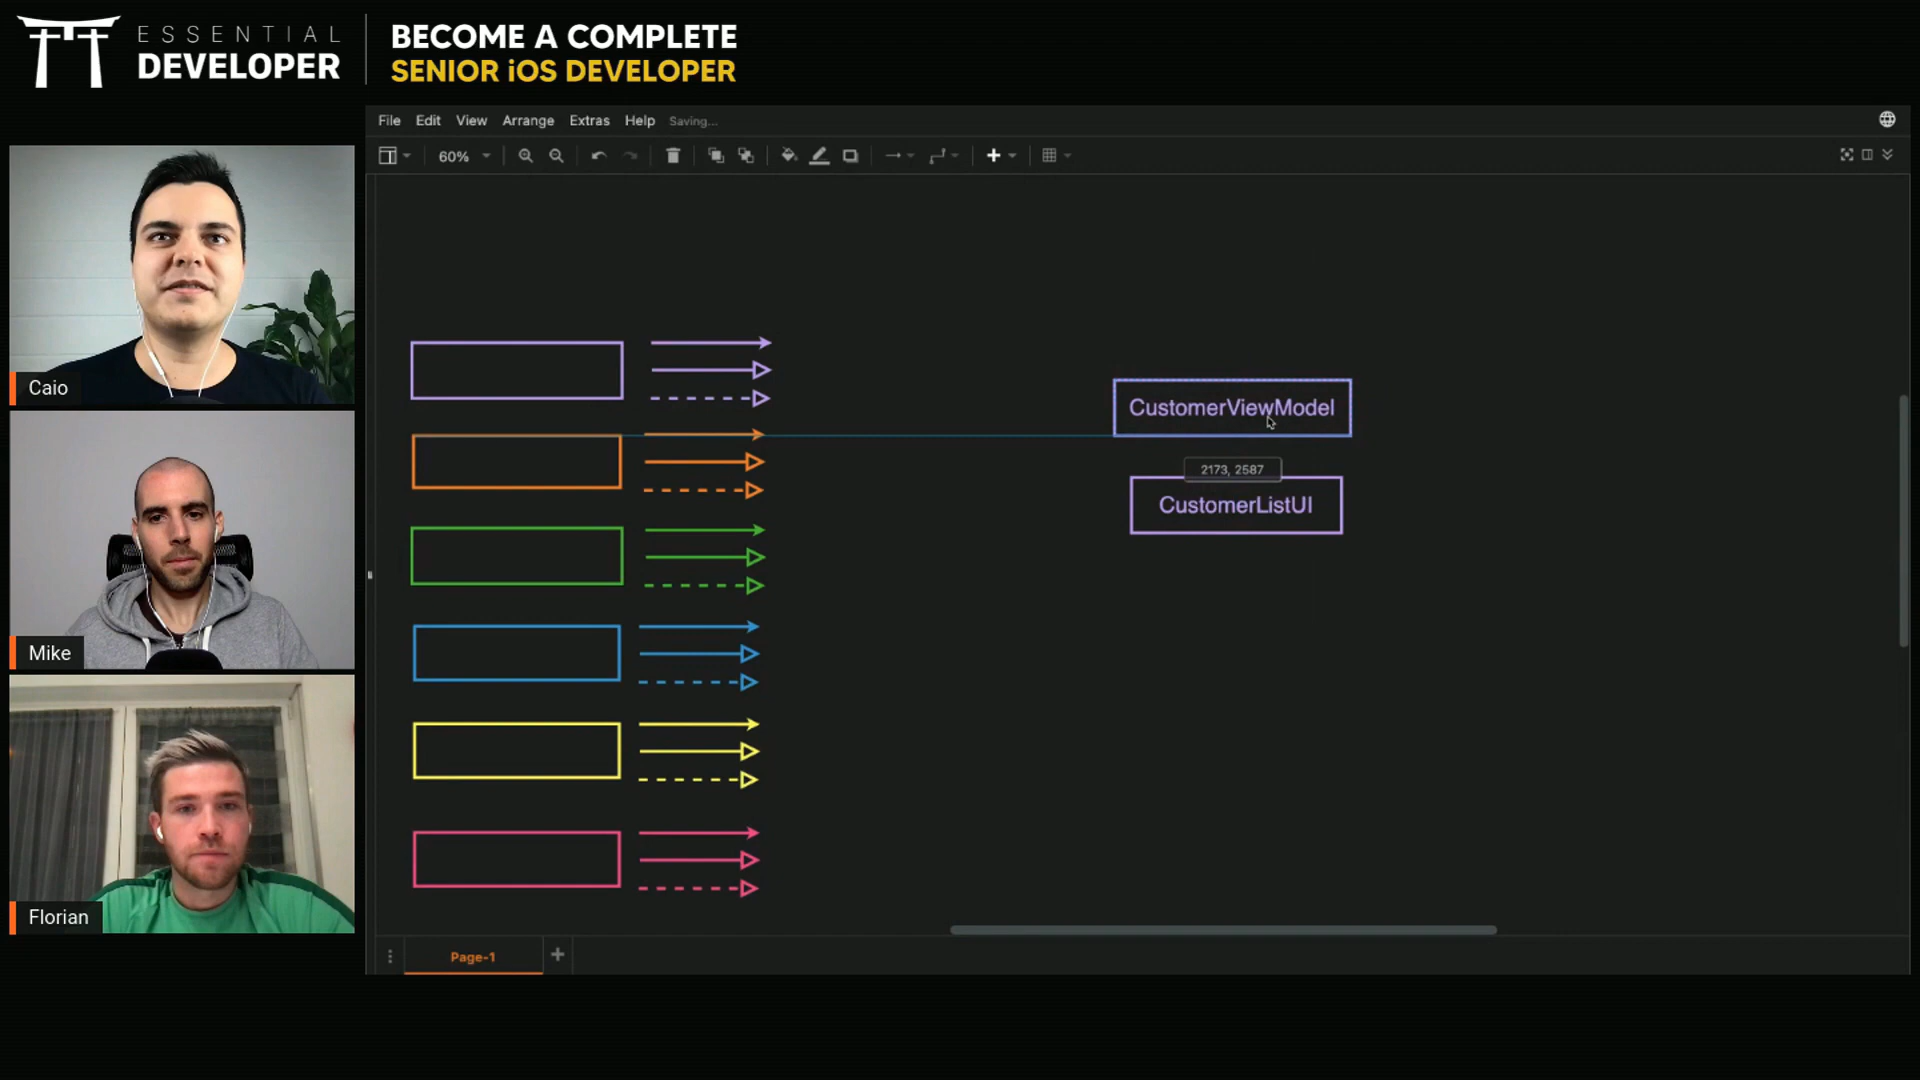 ESSENTIAL
DEVELOPER
BECOME A COMPLETE
SENIOR iOS DEVELOPER
File Edit View Arrange Extras Help Saving...
60%
Caio
CustomerViewModel
2173, 2587
CustomerListUI
Mike
Florian
Page-1